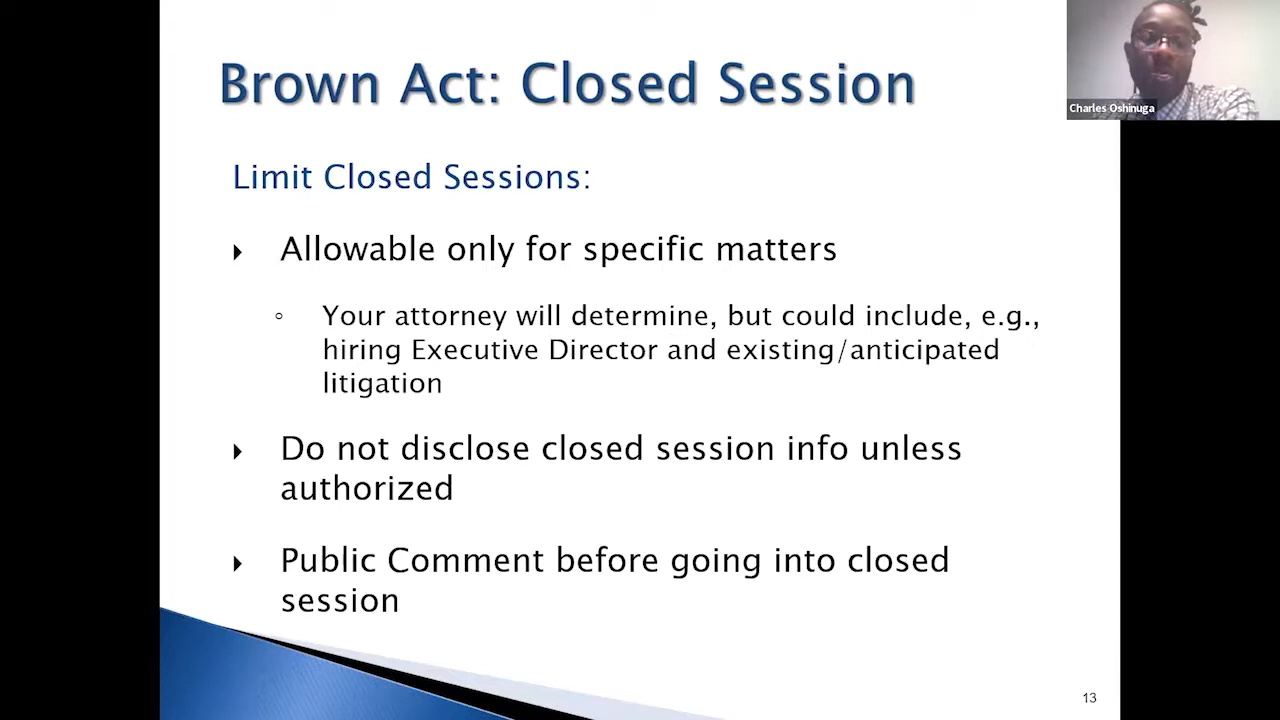 Brown Act: Closed Session
Charles Oshinuga
Limit Closed Sessions:
Allowable only for specific matters
Your attorney will determine, but could include, e.g.,
hiring Executive Director and existing/anticipated
litigation
Do not disclose closed session info unless
authorized
Public Comment before going into closed
session
13